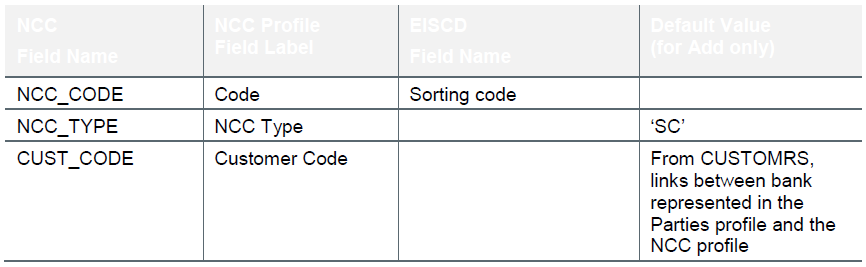 NCC NCC Profile EISCD Default Value
Field Name Field Label Field Name (for Add only)
NCC_CODE Code Sorting code
NCC_TYPE NCC Type ‘SC’
CUST_CODE Customer Code From CUSTOMRS,
links between bank
represented in the
Parties profile and the
NCC profile